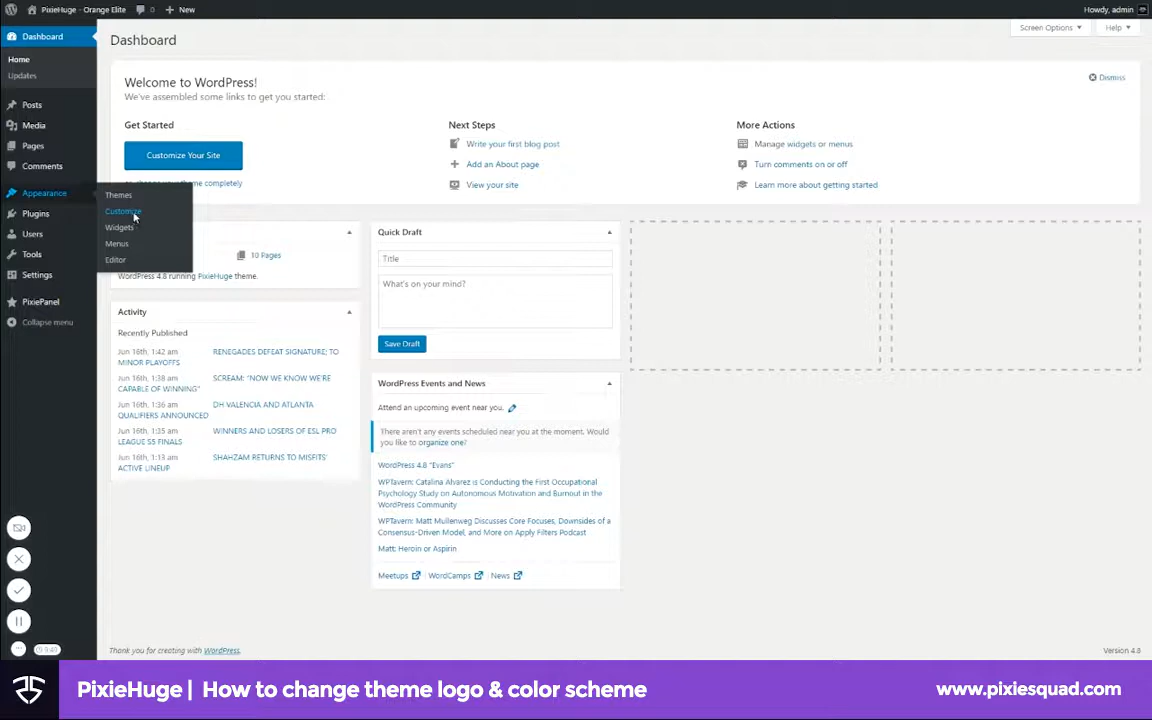 PixieHuge - Orange Elite
0
New
Howdy, admin
Dashboard
Home
Updates
Posts
Media
Pages
Comments
Appearance
Plugins
Users
Tools
Settings
PixiePanel
Collapse menu
Themes
Customize
Widgets
Menus
Editor
Dashboard
Screen Options
Help
Welcome to WordPress!
We've assembled some links to get you started:
Dismiss
Get Started
Customize Your Site
your theme completely
Next Steps
Write your first blog post
Add an About page
View your site
More Actions
Manage widgets or menus
Turn comments on or off
Learn more about getting started
10 Pages
WordPress 4.8 running PixieHuge theme.
Activity
Recently Published
Jun 16th, 1:42 am RENEGADES DEFEAT SIGNATURE; TO
MINOR PLAYOFFS
Jun 16th, 1:38 am SCREAM: "NOW WE KNOW WE'RE
CAPABLE OF WINNING"
Jun 16th, 1:36 am DH VALENCIA AND ATLANTA
QUALIFIERS ANNOUNCED
Jun 16th, 1:35 am WINNERS AND LOSERS OF ESL PRO
LEAGUE S5 FINALS
Jun 16th, 1:13 am SHAHZAM RETURNS TO MISFITS'
ACTIVE LINEUP
Quick Draft
Title
What's on your mind?
Save Draft
WordPress Events and News
Attend an upcoming event near you.
There aren't any events scheduled near you at the moment. Would
you like to organize one?
WordPress 4.8 "Evans"
WPTavern: Catalina Alvarez is Conducting the First Occupational
Psychology Study on Autonomous Motivation and Burnout in the
WordPress Community
WPTavern: Matt Mullenweg Discusses Core Focuses, Downsides of a
Consensus-Driven Model, and More on Apply Filters Podcast
Matt: Heroin or Aspirin
Meetups | WordCamps | News
Thank you for creating with WordPress.
Version 4.8
PixieHuge | How to change theme logo & color scheme
www.pixiesquad.com